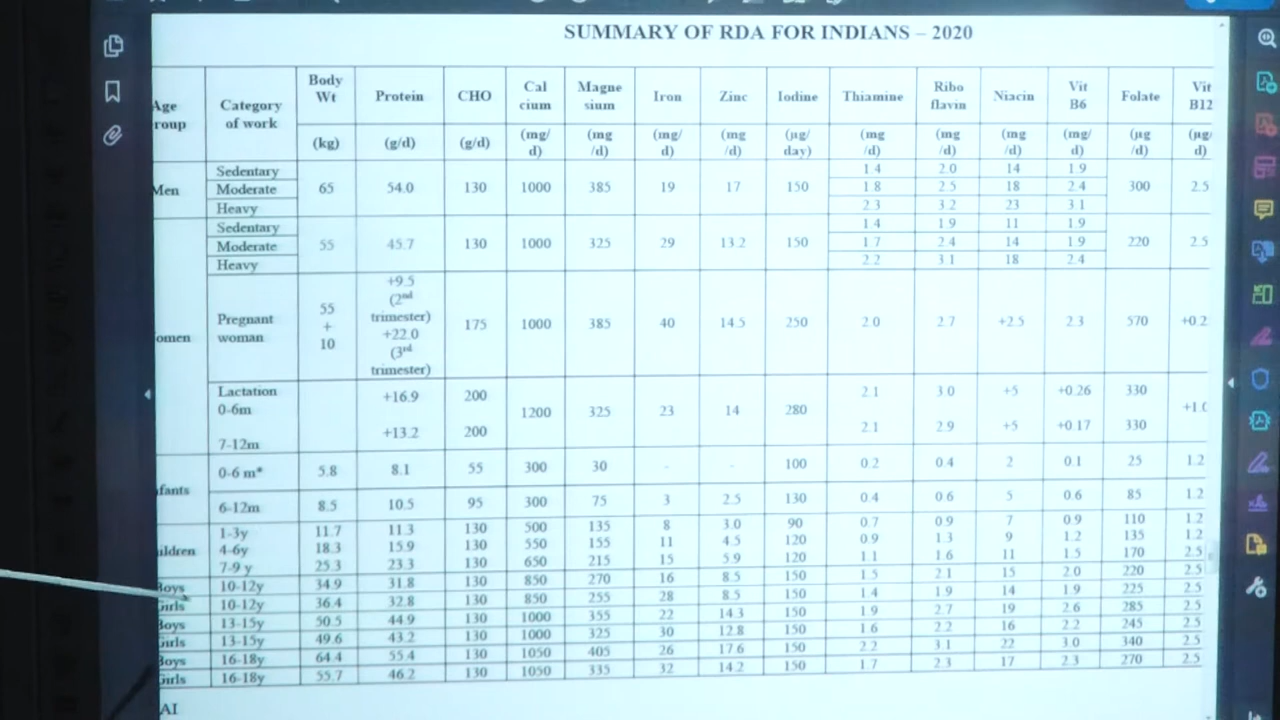 SUMMARY OF RDA FOR INDIANS – 2020
Age roup Category of work Body Wt Protein CHO Cal cium Magne sium Iron Zinc Iodine Thiamine Ribo flavin Niacin Vit B6 Folate Vit B12
(kg) (g/d) (g/d) (mg/ d) (mg /d) (mg/ d) (mg /d) (µg/ day) (mg /d) (mg /d) (mg /d) (mg/ d) (µg /d) (µg/ d)
Men Sedentary 65 54.0 130 1000 385 19 17 150 1.4 2.0 14 1.9 300 2.5
Moderate 1.8 2.5 18 2.4
Heavy 2.3 3.2 23 3.1
omen Sedentary 55 45.7 130 1000 325 29 13.2 150 1.4 1.9 11 1.9 220 2.5
Moderate 1.7 2.4 14 1.9
Heavy 2.2 3.1 18 2.4
Pregnant woman 55 + 10 +9.5 (2nd trimester) +22.0 (3rd trimester) 175 1000 385 40 14.5 250 2.0 2.7 +2.5 2.3 570 +0.2
Lactation
0-6m +16.9 200 1200 325 23 14 280 2.1 3.0 +5 +0.26 330 +1.0
7-12m +13.2 200 2.1 2.9 +5 +0.17 330
nfants 0-6 m* 5.8 8.1 55 300 30 - - 100 0.2 0.4 2 0.1 25 1.2
6-12m 8.5 10.5 95 300 75 3 2.5 130 0.4 0.6 5 0.6 85 1.2
ildren 1-3y 11.7 11.3 130 500 135 8 3.0 90 0.7 0.9 7 0.9 110 1.2
4-6y 18.3 15.9 130 550 155 11 4.5 120 0.9 1.3 9 1.2 135 1.2
7-9 y 25.3 23.3 130 650 215 15 5.9 120 1.1 1.6 11 1.5 170 2.5
Boys 10-12y 34.9 31.8 130 850 270 16 8.5 150 1.5 2.1 15 2.0 220 2.5
Girls 10-12y 36.4 32.8 130 850 255 28 8.5 150 1.4 1.9 14 1.9 225 2.5
Boys 13-15y 50.5 44.9 130 1000 355 22 14.3 150 1.9 2.7 19 2.6 285 2.5
Girls 13-15y 49.6 43.2 130 1000 325 30 12.8 150 1.6 2.2 16 2.2 245 2.5
Boys 16-18y 64.4 55.4 130 1050 405 26 17.6 150 2.2 3.1 22 3.0 340 2.5
Girls 16-18y 55.7 46.2 130 1050 335 32 14.2 150 1.7 2.3 17 2.3 270 2.5
AI